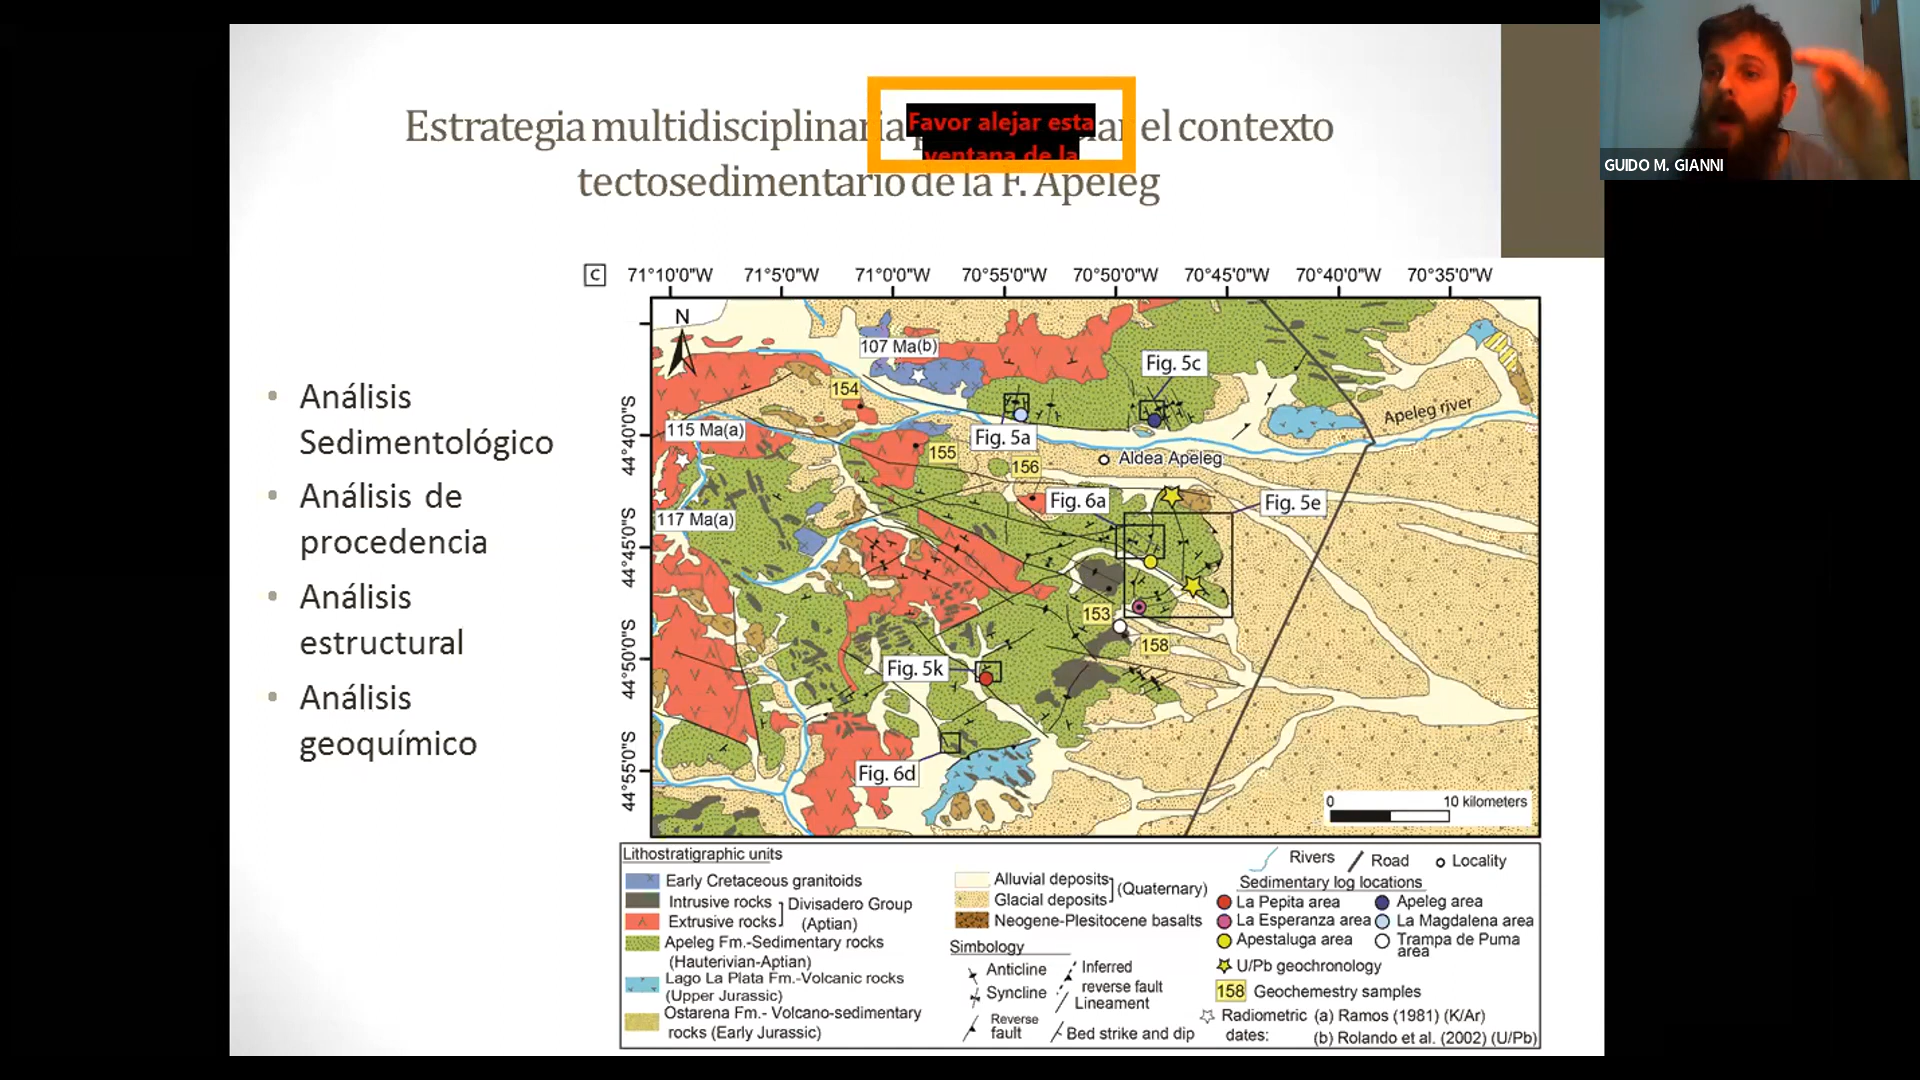 Estrategia multidisciplinaria el contexto
tectosedimentario de la F. Apeleg
Favor alejar esta
ventana de la
GUIDO M. GIANNI
• Análisis
Sedimentológico
• Análisis de
procedencia
• Análisis
estructural
• Análisis
geoquímico
C
71°10'0"W 71°5'0"W 71°0'0"W 70°55'0"W 70°50'0"W 70°45'0"W 70°40'0"W 70°35'0"W
44°40'0"S
44°45'0"S
44°50'0"S
44°55'0"S
N
107 Ma(b)
Fig. 5c
154
Apeleg river
115 Ma(a)
Fig. 5a
155
156
Aldea Apeleg
Fig. 6a
Fig. 5e
117 Ma(a)
153
158
Fig. 5k
Fig. 6d
0 10 kilometers
Lithostratigraphic units
Early Cretaceous granitoids
Intrusive rocks
Extrusive rocks
Divisadero Group
(Aptian)
Apeleg Fm.-Sedimentary rocks
(Hauterivian-Aptian)
Lago La Plata Fm.-Volcanic rocks
(Upper Jurassic)
Ostarena Fm.- Volcano-sedimentary
rocks (Early Jurassic)
Alluvial deposits
Glacial deposits
(Quaternary)
Neogene-Plesitocene basalts
Simbology
Anticline
Syncline
Reverse
fault
Inferred
reverse fault
Lineament
Bed strike and dip
Rivers Road Locality
Sedimentary log locations
La Pepita area
Apeleg area
La Esperanza area
La Magdalena area
Apestaluga area
Trampa de Puma
area
U/Pb geochronology
158 Geochemestry samples
Radiometric (a) Ramos (1981) (K/Ar)
dates: (b) Rolando et al. (2002) (U/Pb)